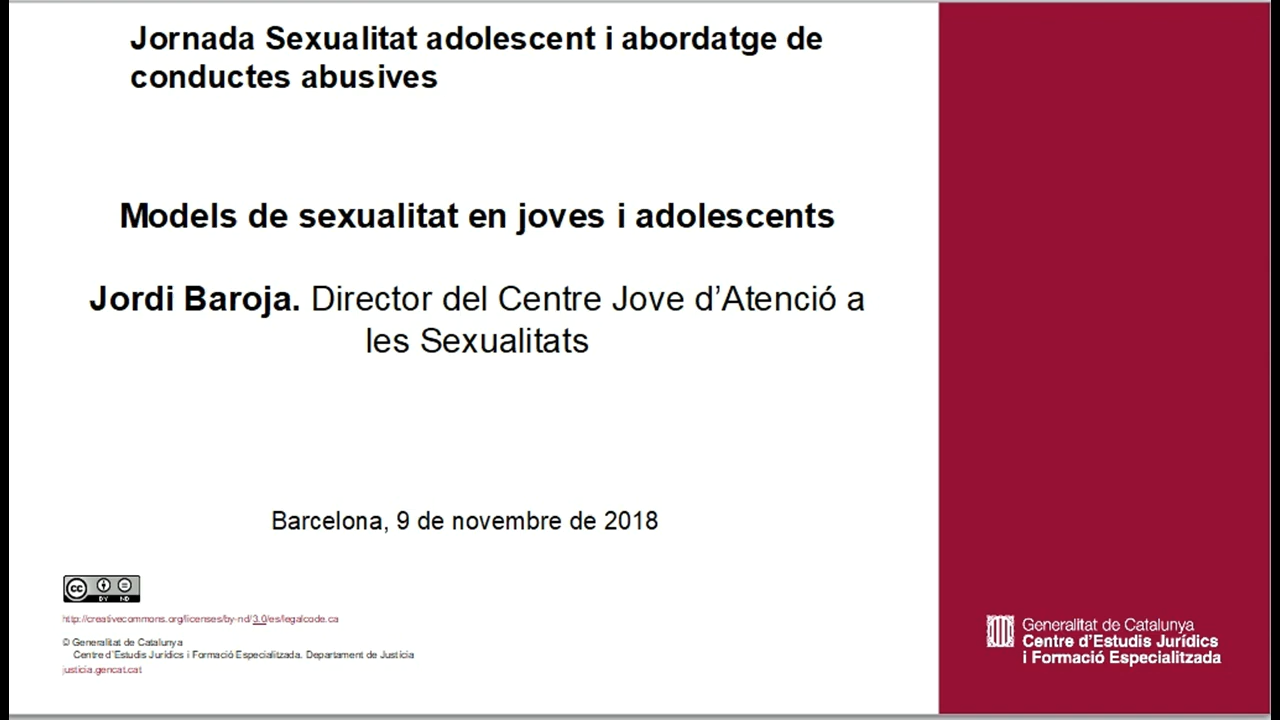 Jornada Sexualitat adolescent i abordatge de
conductes abusives
Models de sexualitat en joves i adolescents
Jordi Baroja. Director del Centre Jove d’Atenció a
les Sexualitats
Barcelona, 9 de novembre de 2018
cc
BY ND
http://creativecommons.org/licenses/by-nd/3.0/es/legalcode.ca
© Generalitat de Catalunya
Centre d’Estudis Jurídics i Formació Especialitzada. Departament de Justícia
justicia.gencat.cat
Generalitat de Catalunya
Centre d’Estudis Jurídics
i Formació Especialitzada